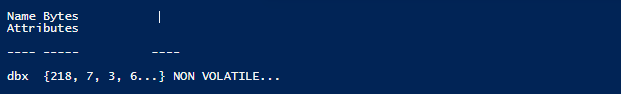 Name Bytes
Attributes
---- ----- ----
dbx {218, 7, 3, 6...} NON VOLATILE...